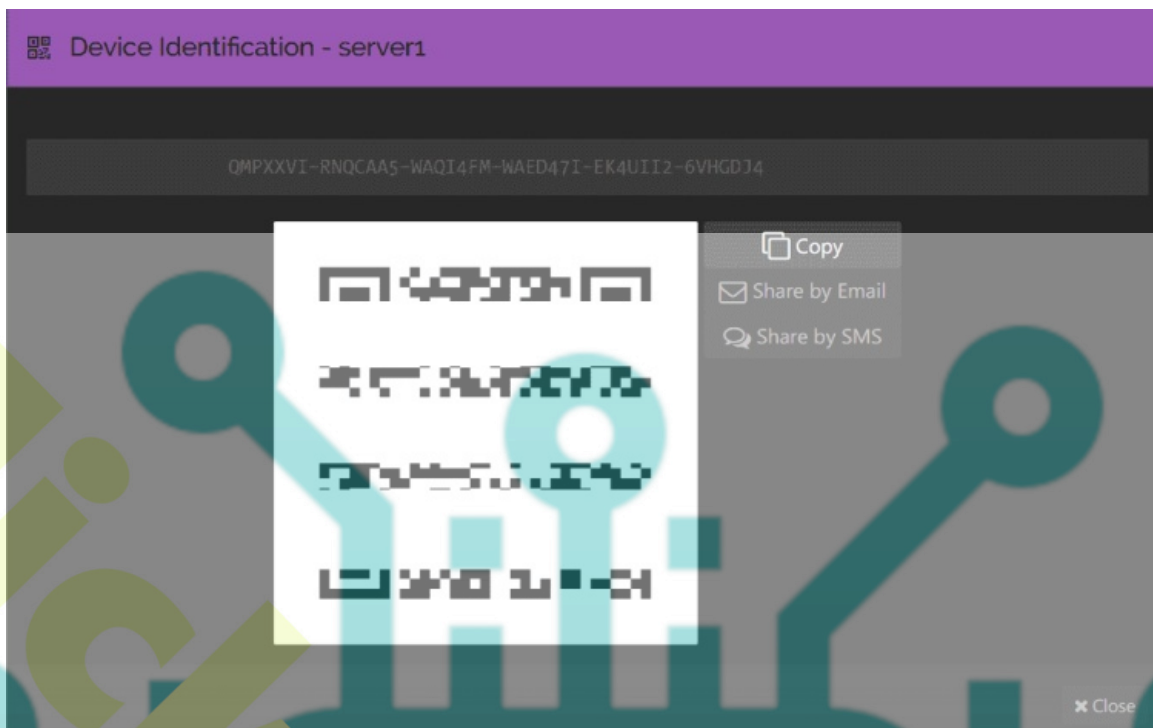 Device Identification - server1
QMPXXVI-RNQCAA5-WAQI4FM-WAED47I-EK4UII2-6VHGDJ4
Copy
Share by Email
Share by SMS
Close